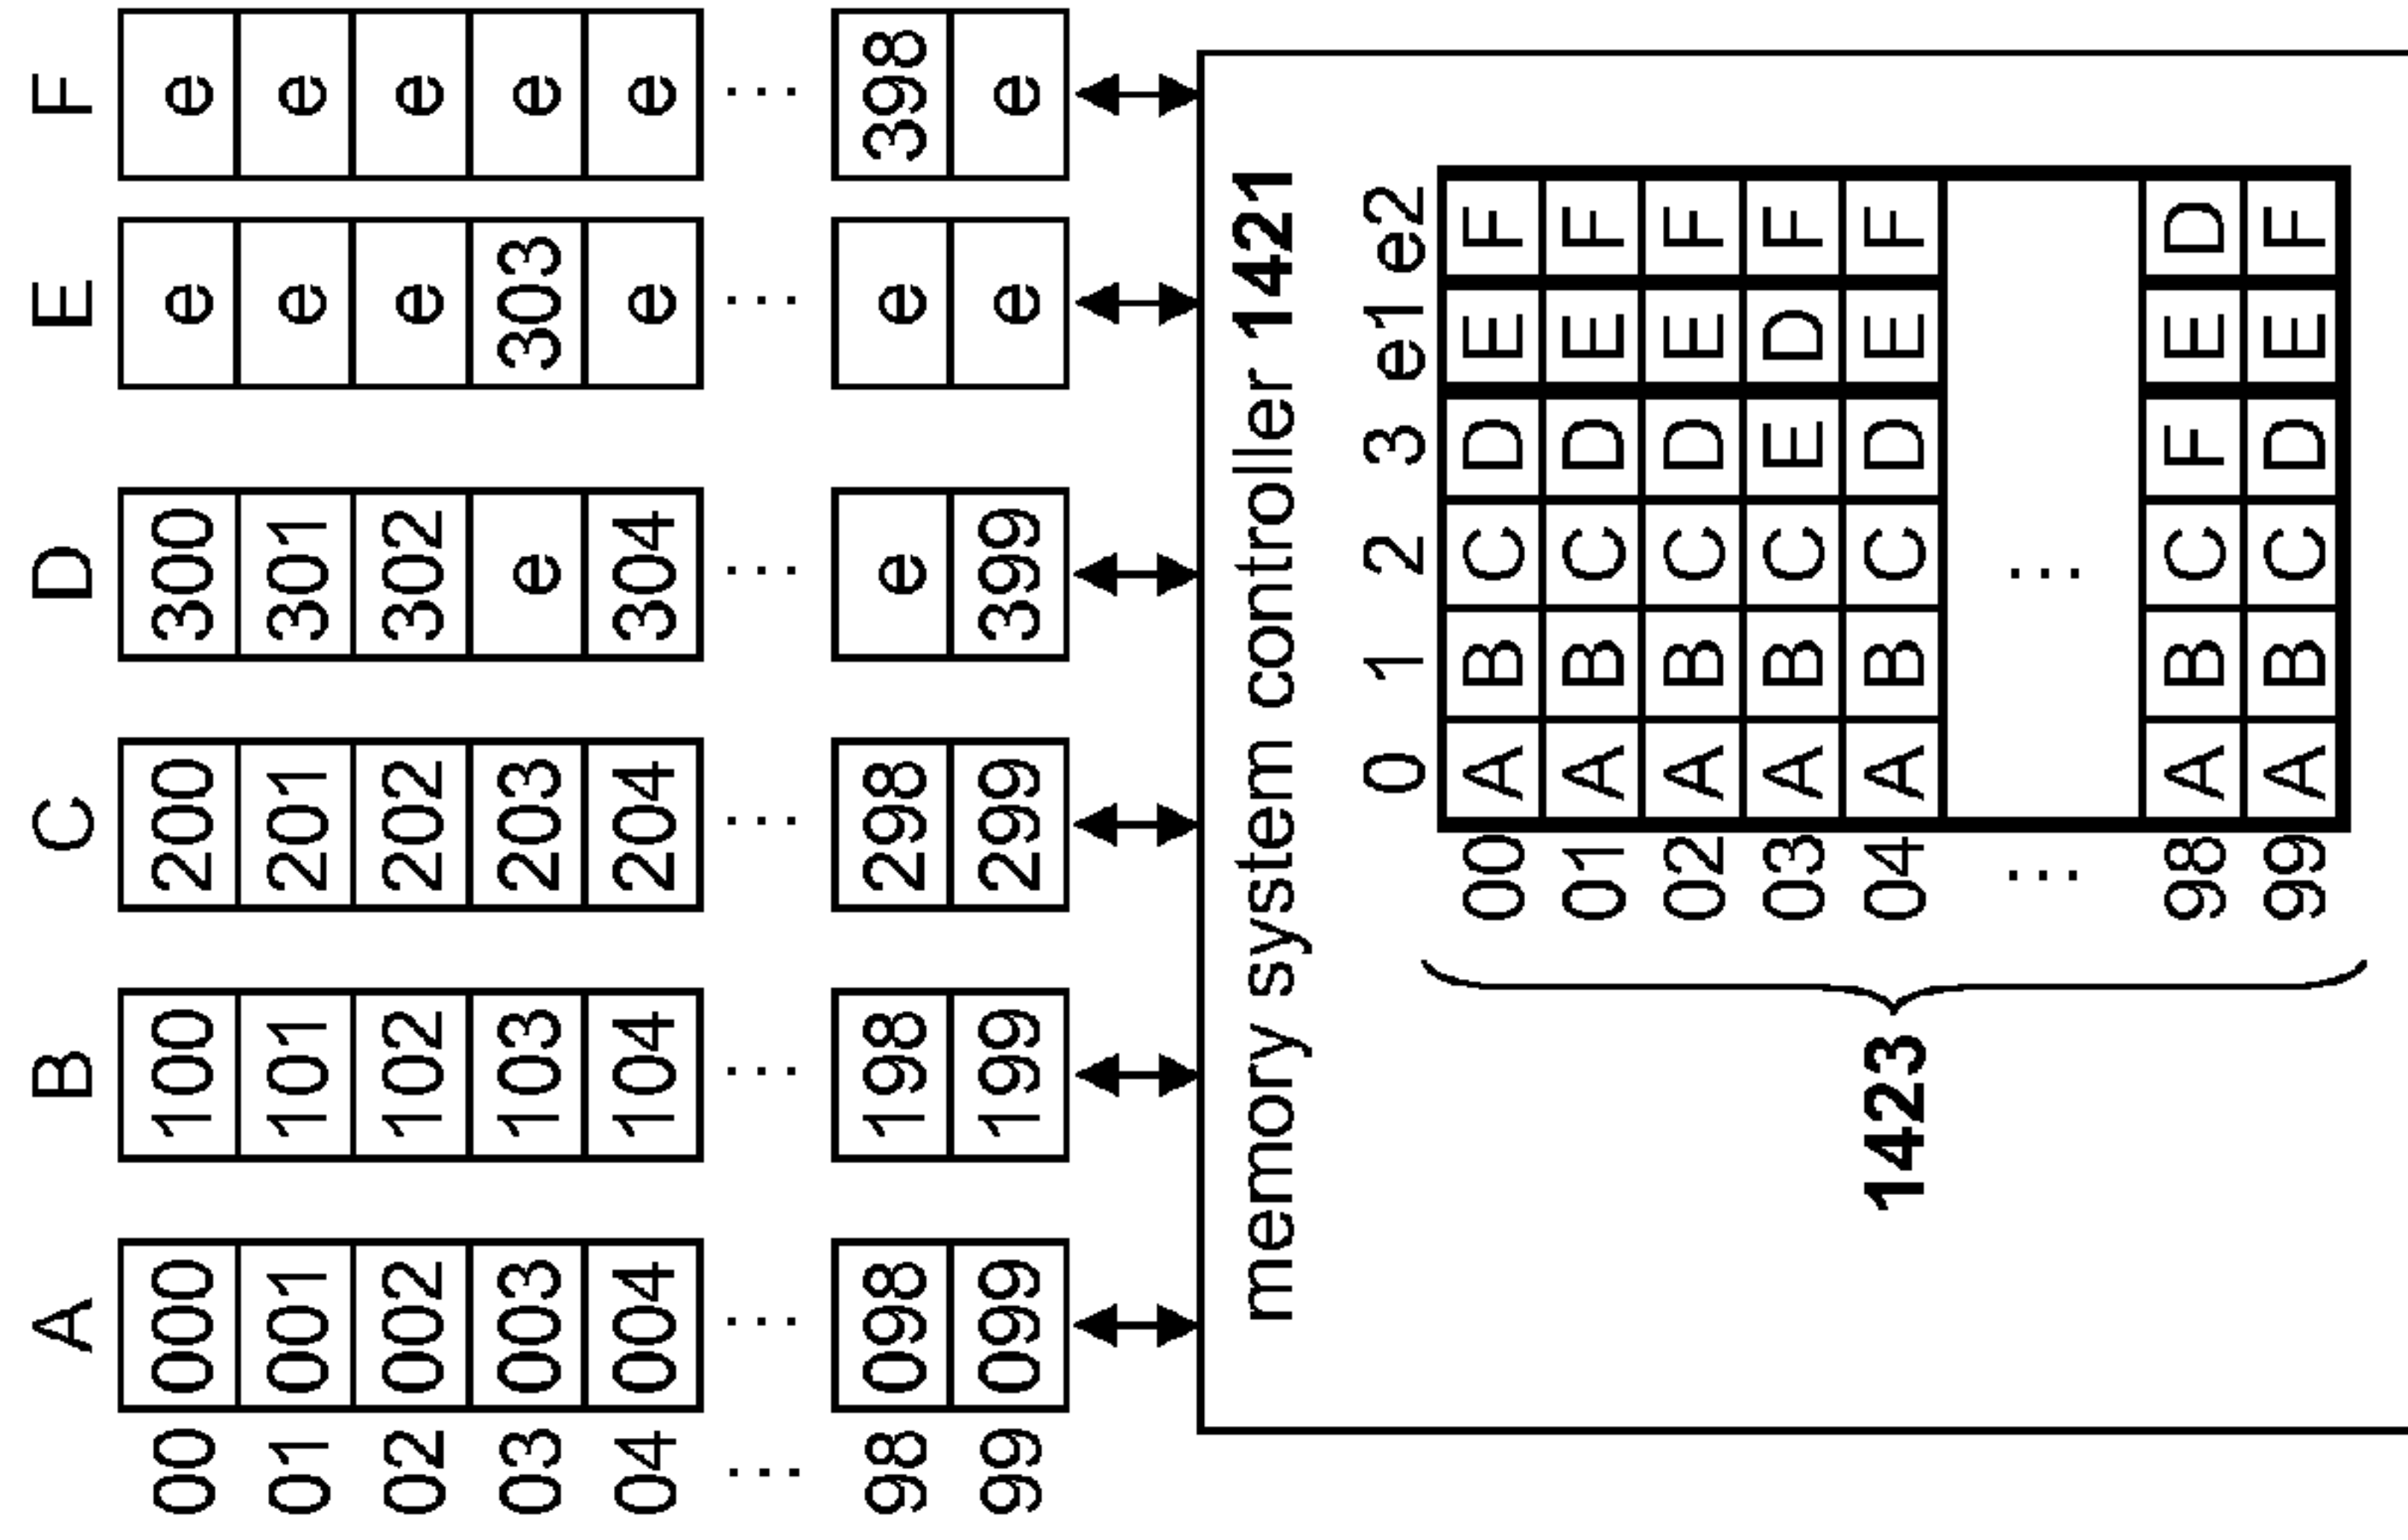 A B C D E F
00 000 100 200 300 e e
01 001 101 201 301 e e
02 002 102 202 302 e e
03 003 103 203 e 303 e
04 004 104 204 304 e e
⋮ ⋮ ⋮ ⋮ ⋮ ⋮ ⋮
98 098 198 298 e e 398
99 099 199 299 399 e e
memory system controller 1421
0 1 2 3 e1 e2
00 A B C D E F
01 A B C D E F
02 A B C D E F
03 A B C E D F
1423 04 A B C D E F
⋮ ⋮
98 A B C F E D
99 A B C D E F